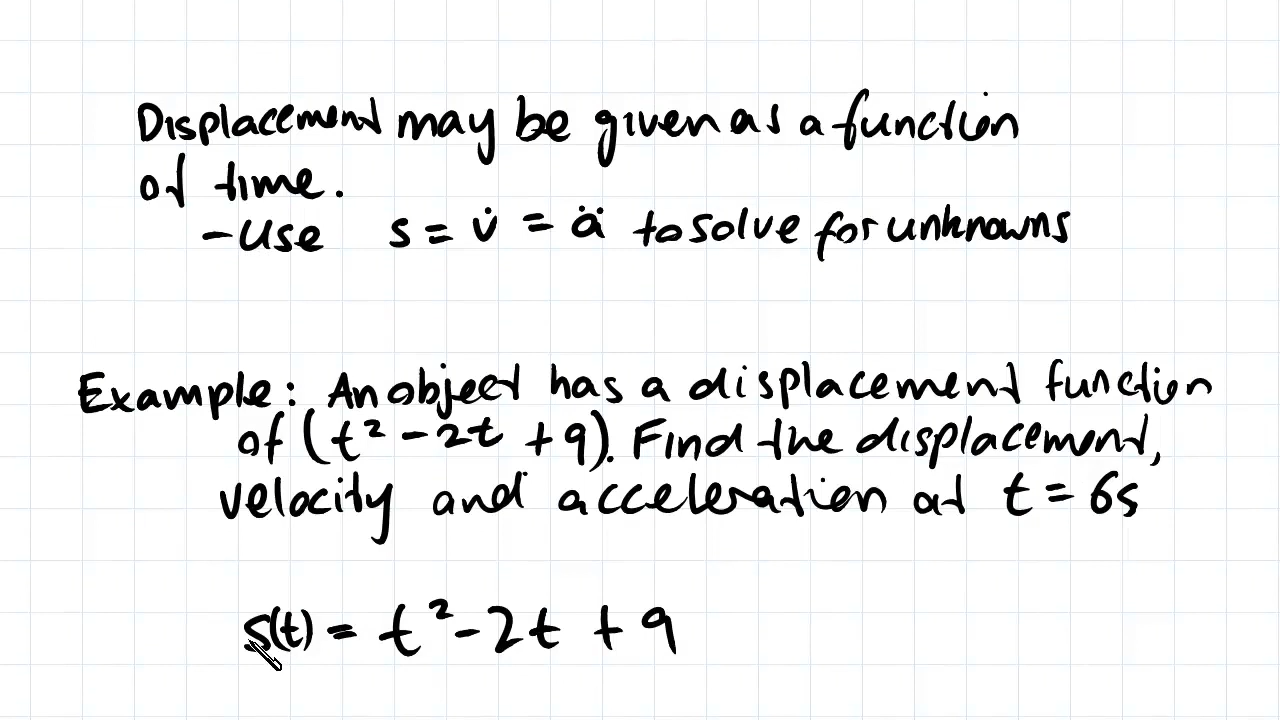 Displacement may be given as a function
of time.
- Use s = v̇ = ä to solve for unknowns
Example: An object has a displacement function
of (t² - 2t + 9). Find the displacement,
velocity and acceleration at t = 6s
s(t) = t² - 2t + 9